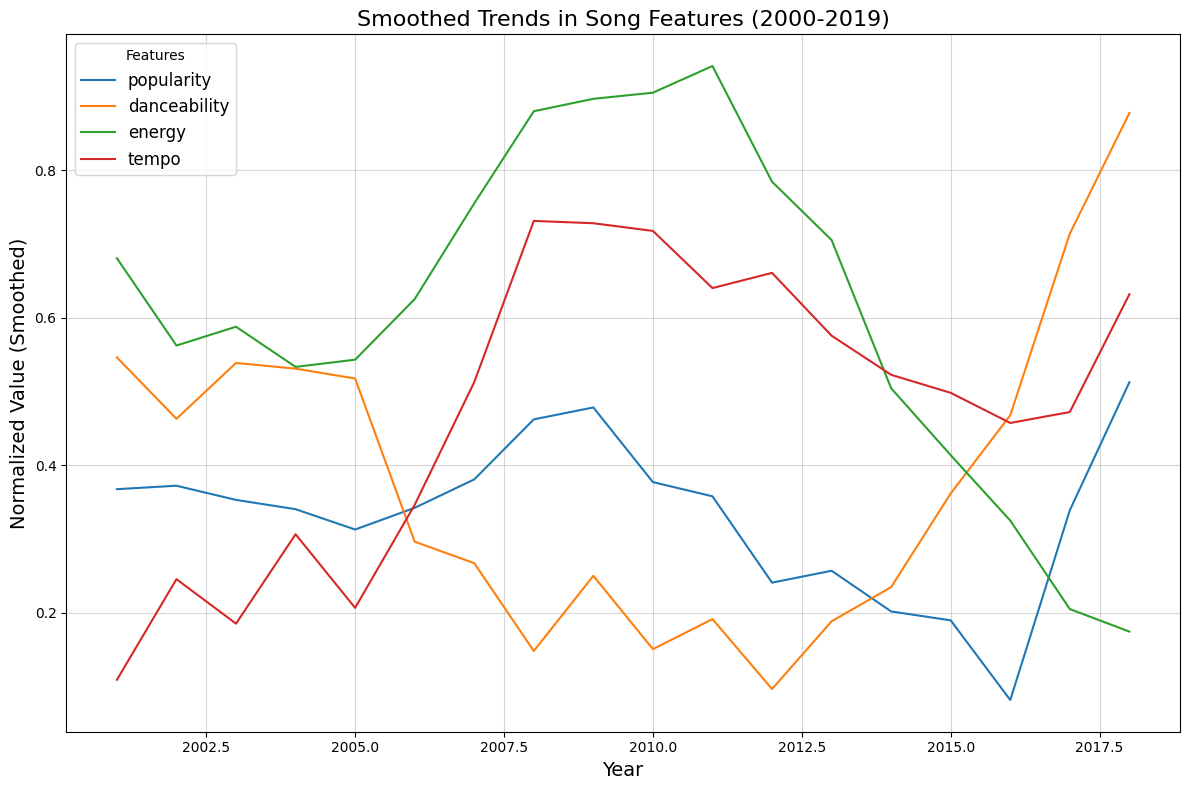 Smoothed Trends in Song Features (2000-2019)
Features
popularity
danceability
energy
tempo
Normalized Value (Smoothed)
0.8
0.6
0.4
0.2
2002.5 2005.0 2007.5 2010.0 2012.5 2015.0 2017.5
Year